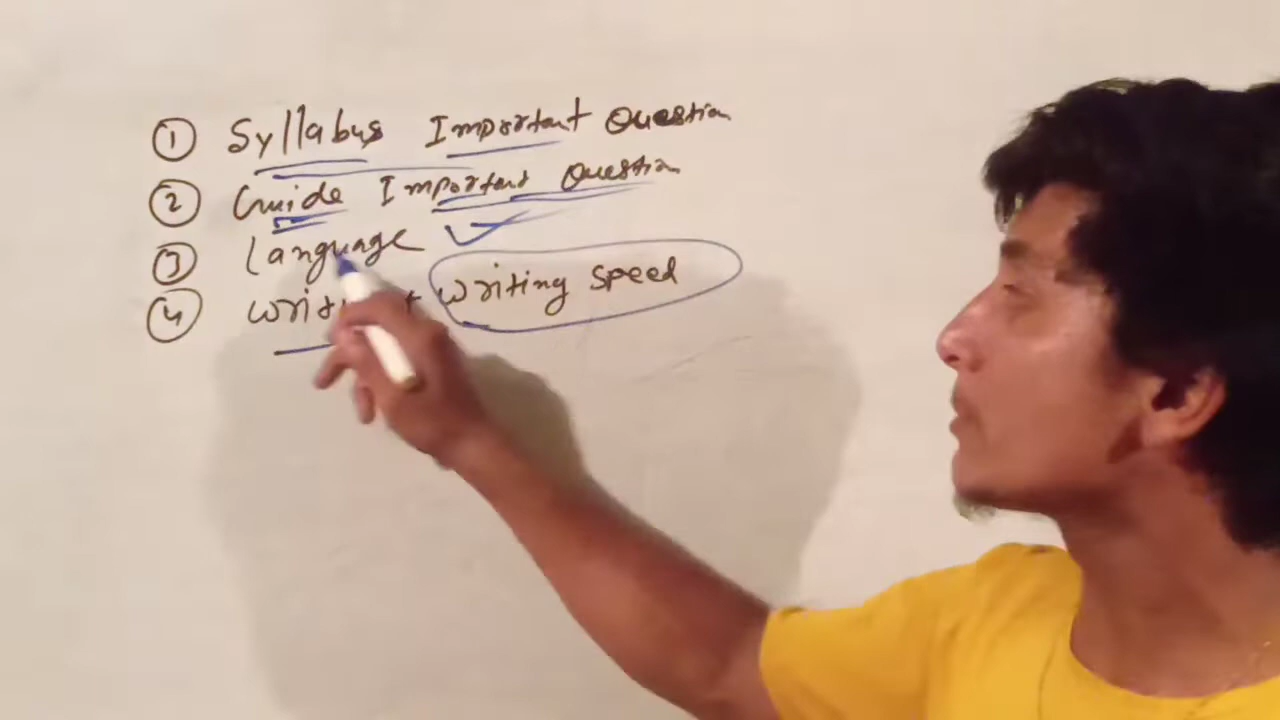 ① Syllabus Important Question
② Guide Important Question
③ Language
④ writing speed